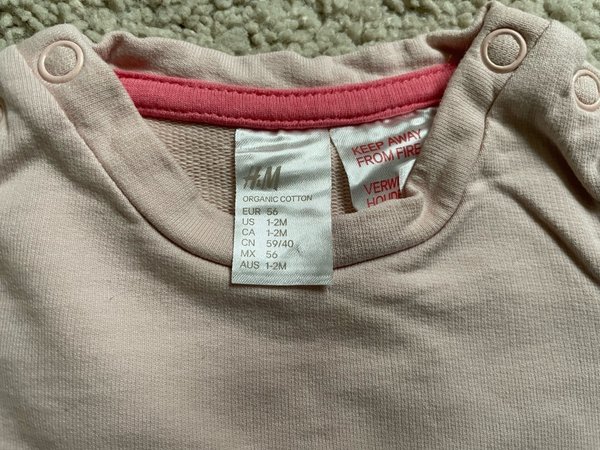 H&M
ORGANIC COTTON
EUR 56
US 1-2M
CA 1-2M
CN 59/40
MX 56
AUS 1-2M
KEEP AWAY
FROM FIRE